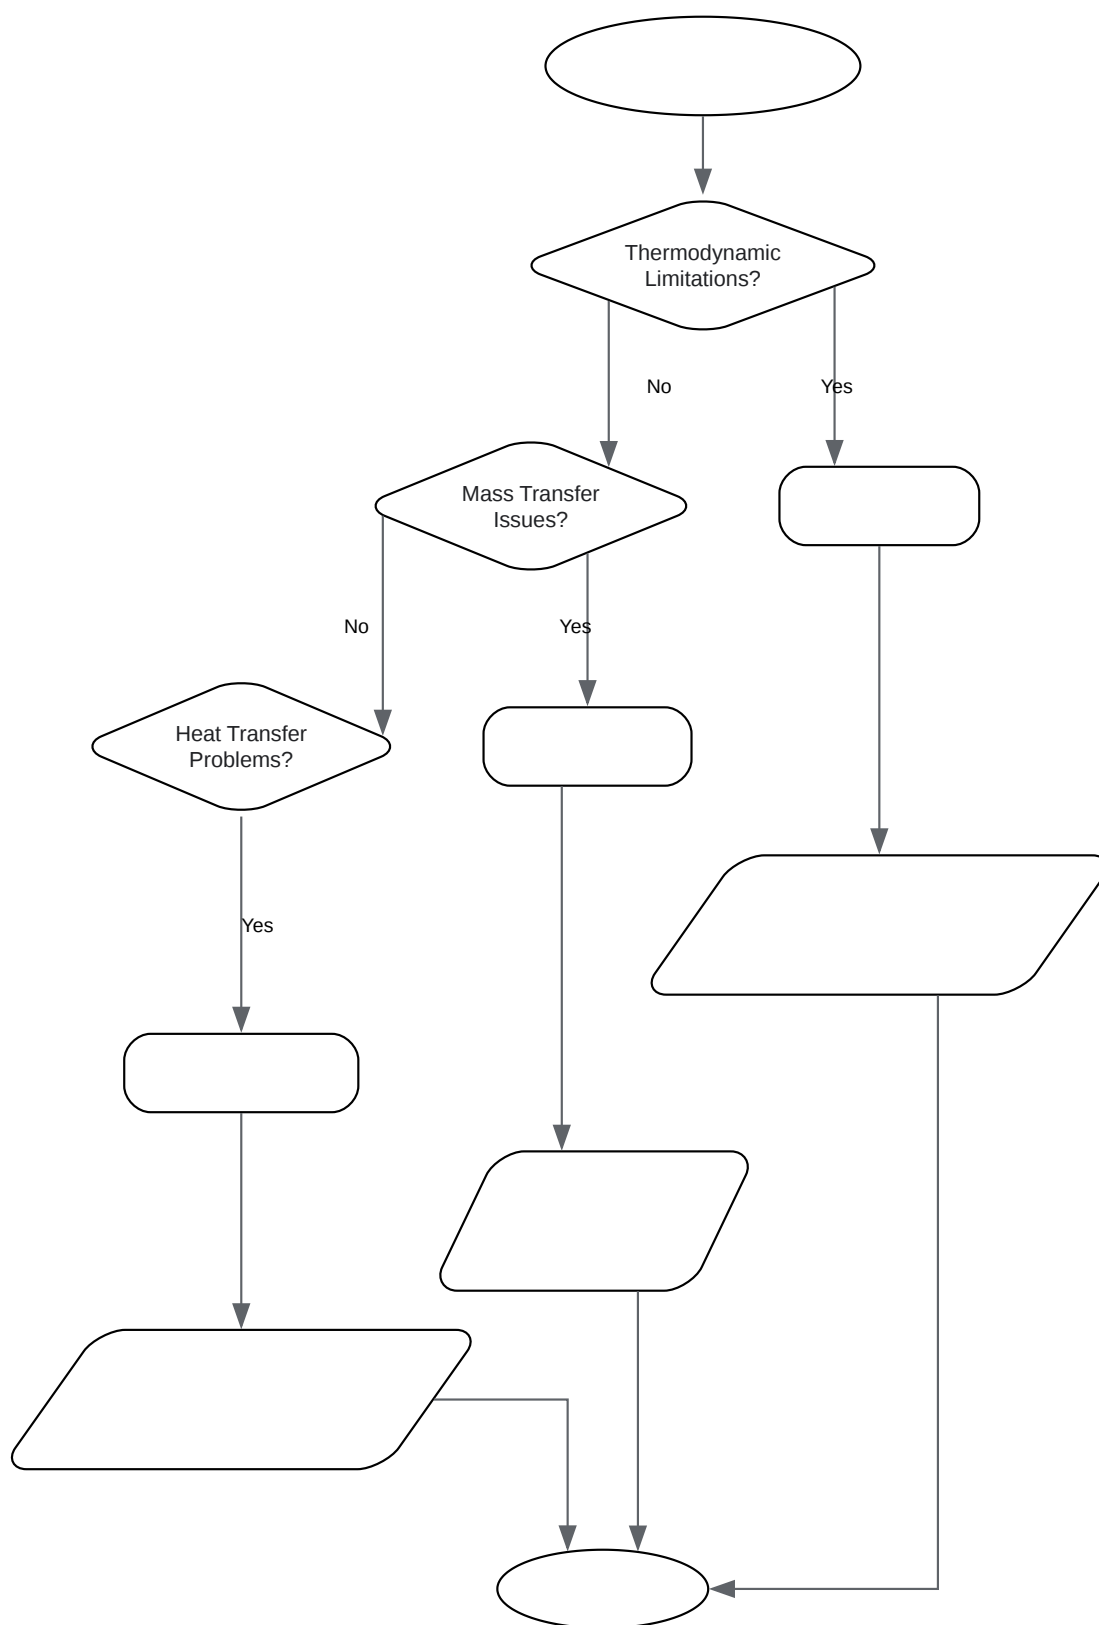 Thermodynamic
Limitations?
No
Yes
Mass Transfer
Issues?
No
Yes
Heat Transfer
Problems?
Yes